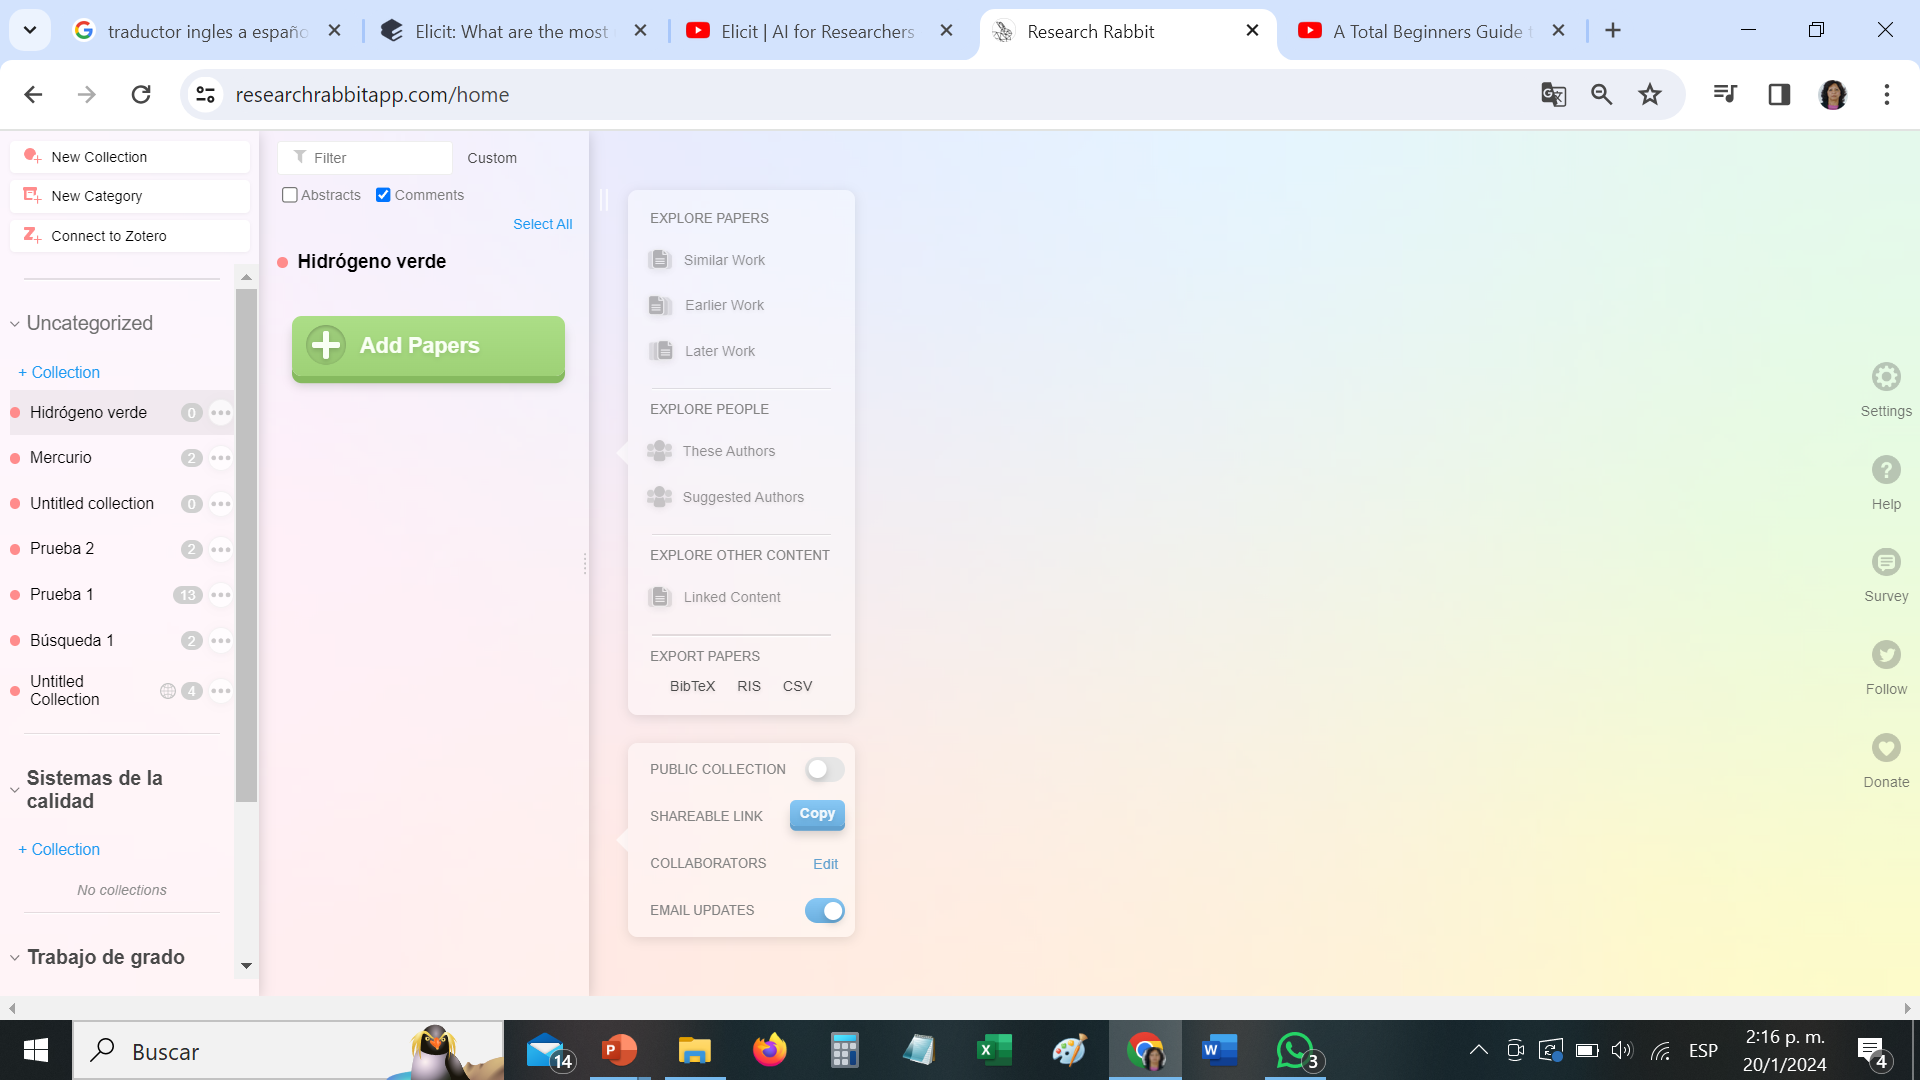 traductor ingles a españo
Elicit: What are the most
Elicit | AI for Researchers
Research Rabbit
A Total Beginners Guide t
researchrabbitapp.com/home
New Collection
New Category
Connect to Zotero
Uncategorized
+ Collection
Hidrógeno verde 0
Mercurio 2
Untitled collection 0
Prueba 2 2
Prueba 1 13
Búsqueda 1 2
Untitled
Collection 4
Sistemas de la
calidad
+ Collection
No collections
Trabajo de grado
Filter
Custom
Abstracts
Comments
Select All
Hidrógeno verde
Add Papers
EXPLORE PAPERS
Similar Work
Earlier Work
Later Work
EXPLORE PEOPLE
These Authors
Suggested Authors
EXPLORE OTHER CONTENT
Linked Content
EXPORT PAPERS
BibTeX RIS CSV
PUBLIC COLLECTION
SHAREABLE LINK Copy
COLLABORATORS Edit
EMAIL UPDATES
Settings
Help
Survey
Follow
Donate
Buscar
14
3
ESP
2:16 p. m.
20/1/2024
4